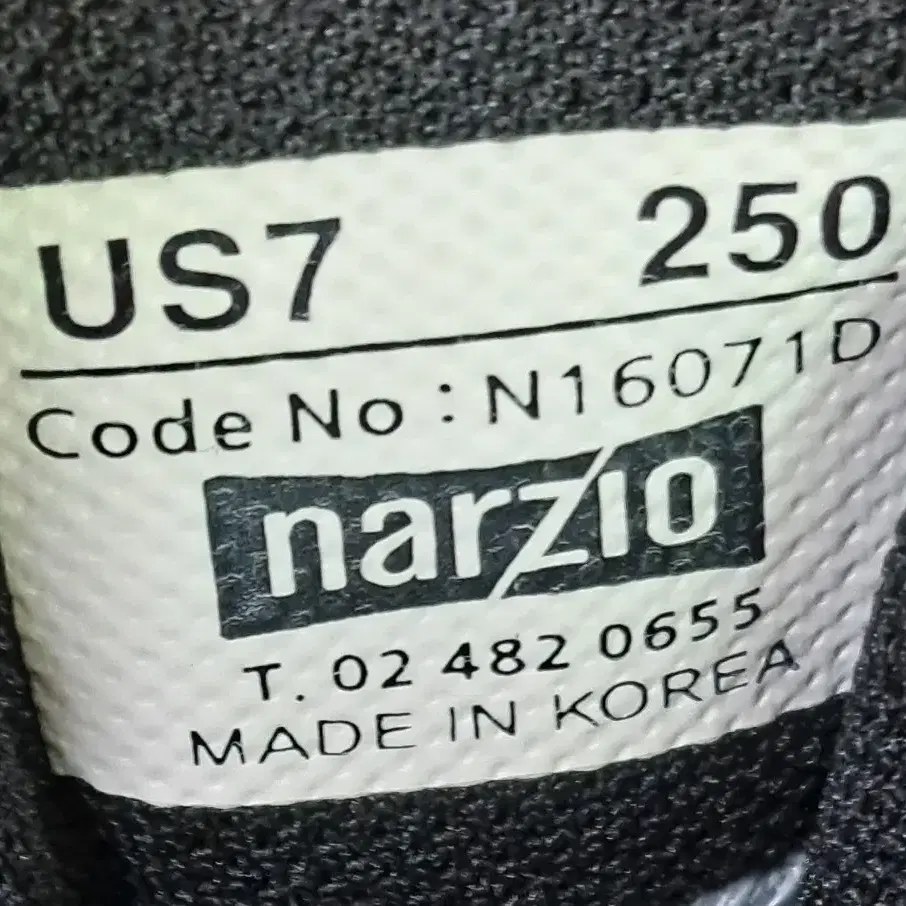 US7 250
Code No : N16071D
narzio
T. 02 482 0655
MADE IN KOREA